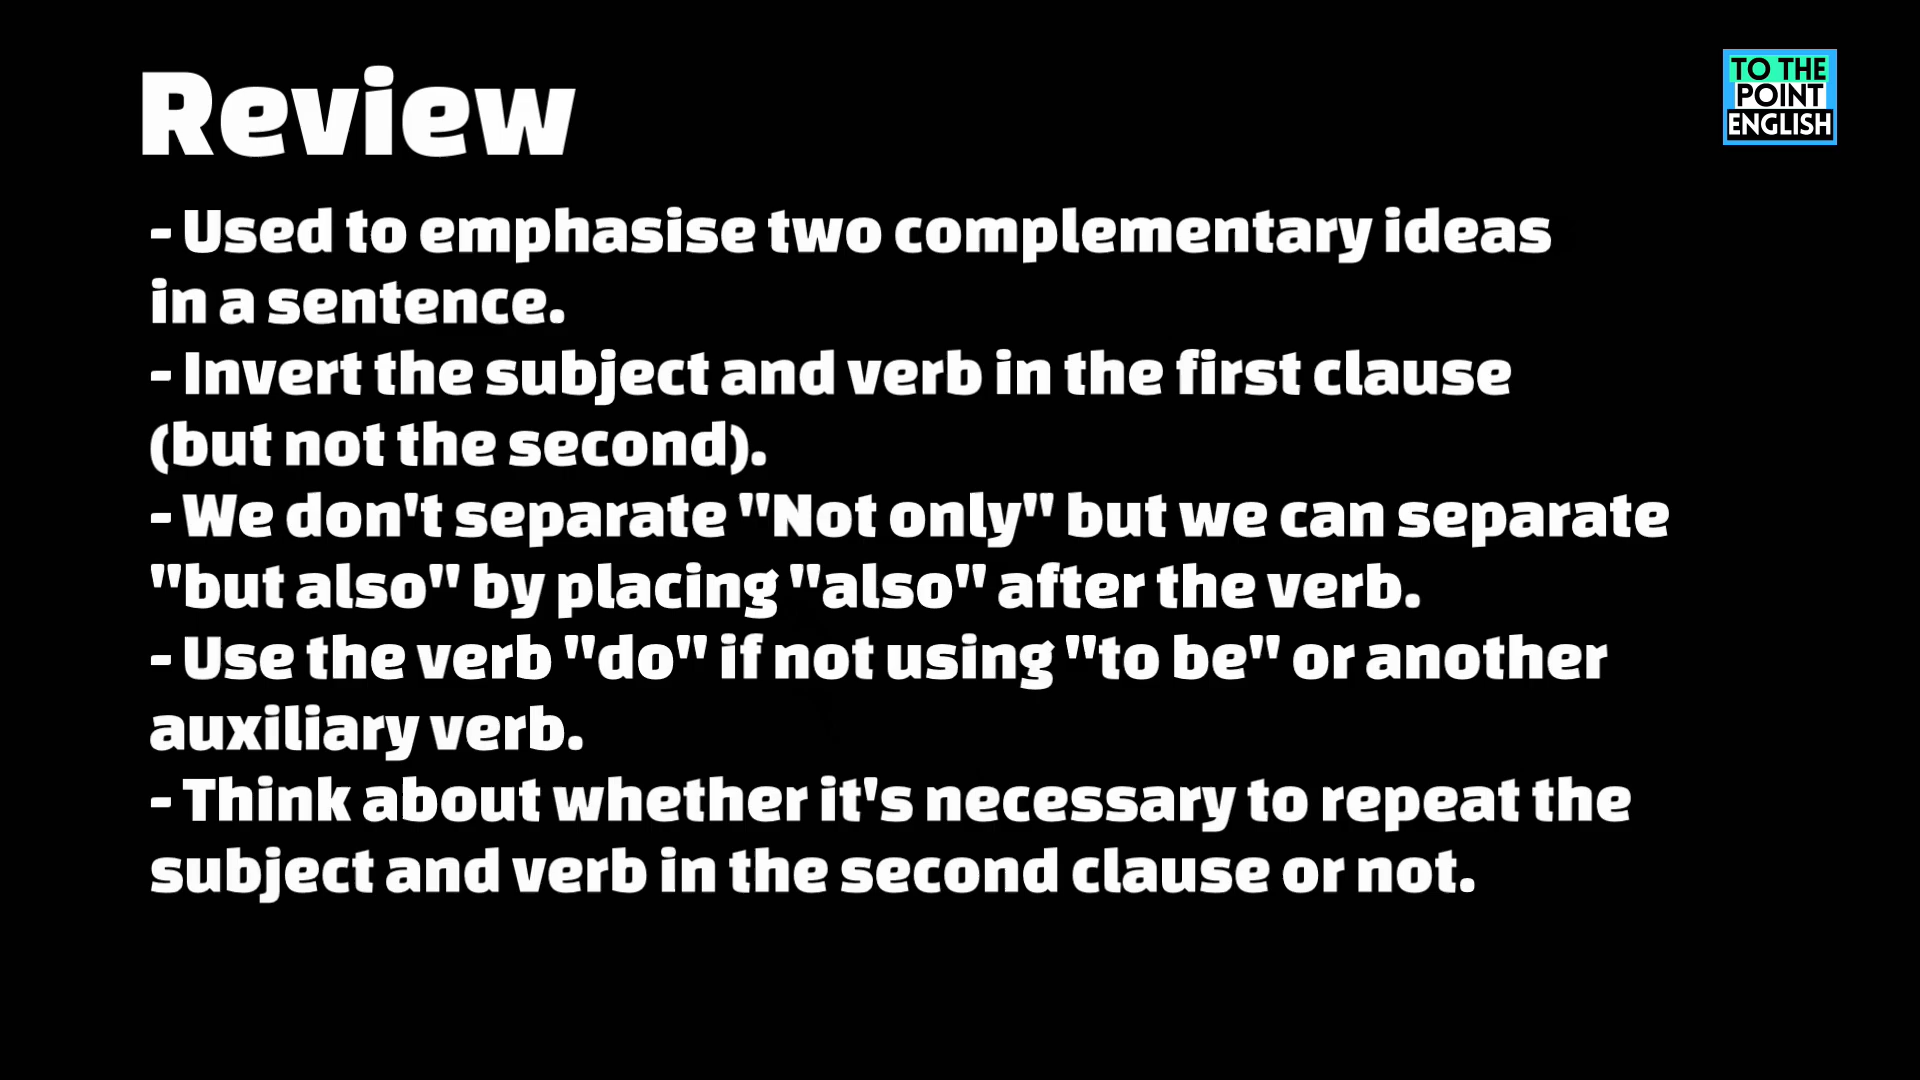 Review
TO THE
POINT
ENGLISH
- Used to emphasise two complementary ideas
in a sentence.
- Invert the subject and verb in the first clause
(but not the second).
- We don't separate "Not only" but we can separate
"but also" by placing "also" after the verb.
- Use the verb "do" if not using "to be" or another
auxiliary verb.
- Think about whether it's necessary to repeat the
subject and verb in the second clause or not.